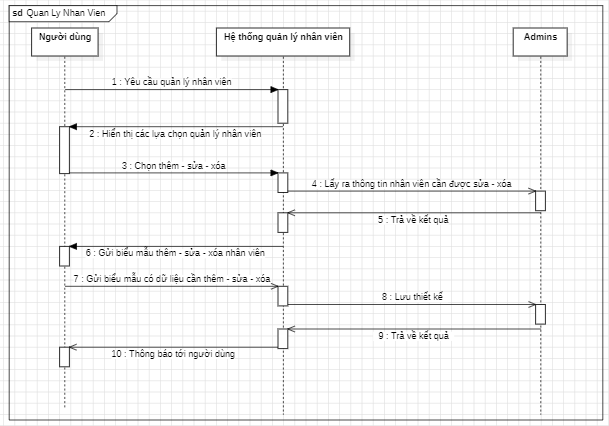 sd Quan Ly Nhan Vien
Người dùng
Hệ thống quản lý nhân viên
Admins
1 : Yêu cầu quản lý nhân viên
2 : Hiển thị các lựa chọn quản lý nhân viên
3 : Chọn thêm - sửa - xóa
4 : Lấy ra thông tin nhân viên cần được sửa - xóa
5 : Trả về kết quả
6 : Gửi biểu mẫu thêm - sửa - xóa nhân viên
7 : Gửi biểu mẫu có dữ liệu cần thêm - sửa - xóa
8 : Lưu thiết kế
9 : Trả về kết quả
10 : Thông báo tới người dùng